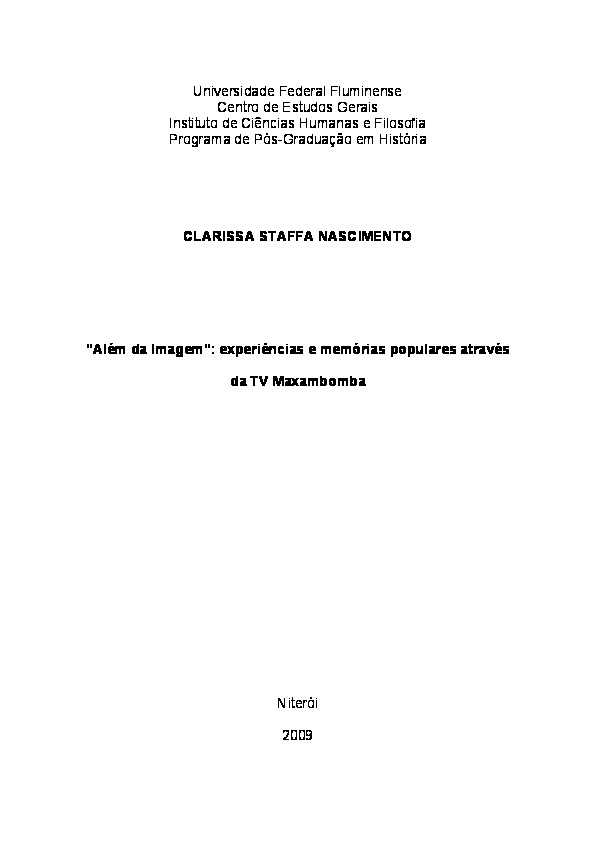 Universidade Federal Fluminense
Centro de Estudos Gerais
Instituto de Ciências Humanas e Filosofia
Programa de Pós-Graduação em História
CLARISSA STAFFA NASCIMENTO
"Além da Imagem": experiências e memórias populares através
da TV Maxambomba
Niterói
2009